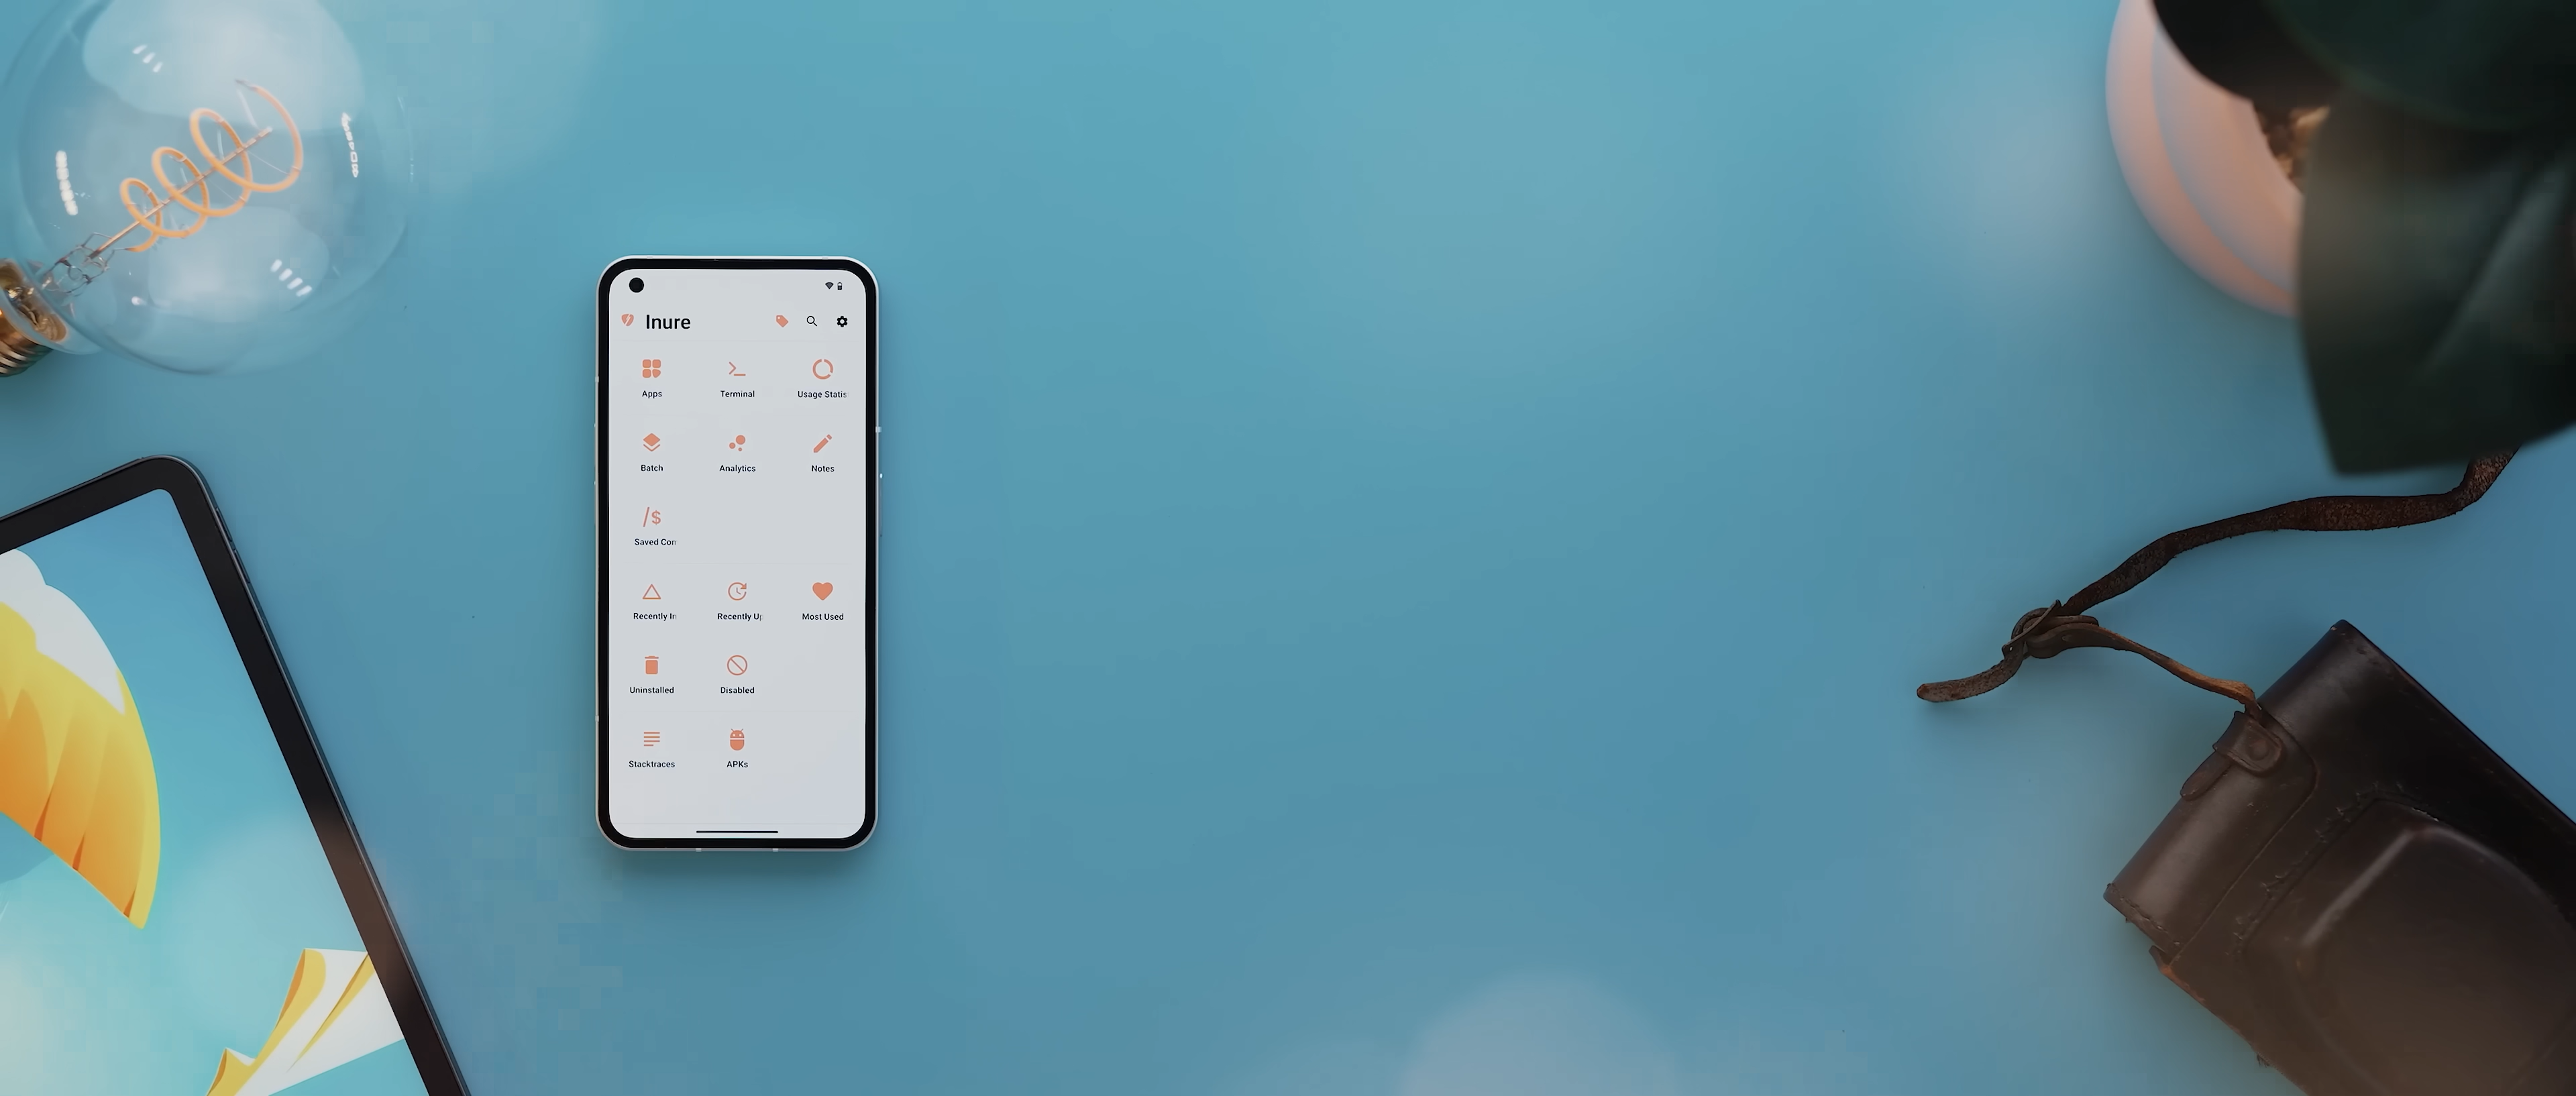 Inure
Apps Terminal Usage Statis
Batch Analytics Notes
/$
Saved Com
Recently In Recently Up Most Used
Uninstalled Disabled
Stacktraces APKs